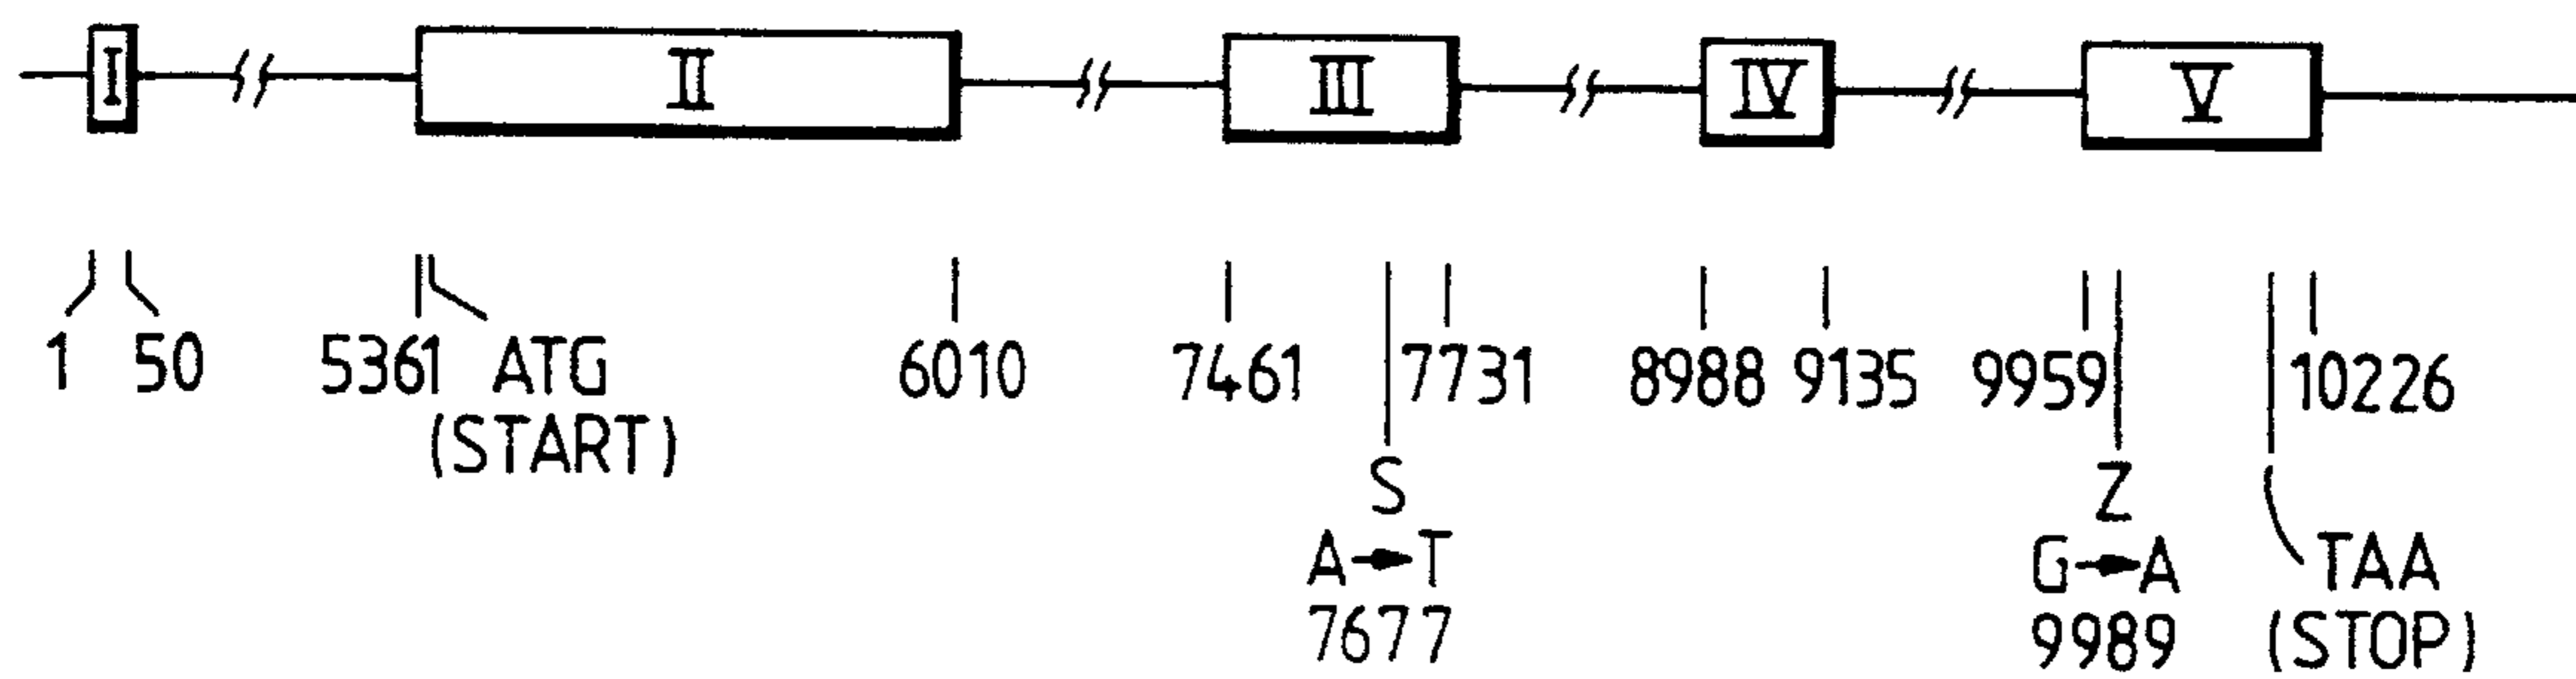 I II III IV V
1 50 5361 ATG 6010 7461 7731 8988 9135 9959 10226
(START)
S Z
A→T G→A TAA
7677 9989 (STOP)